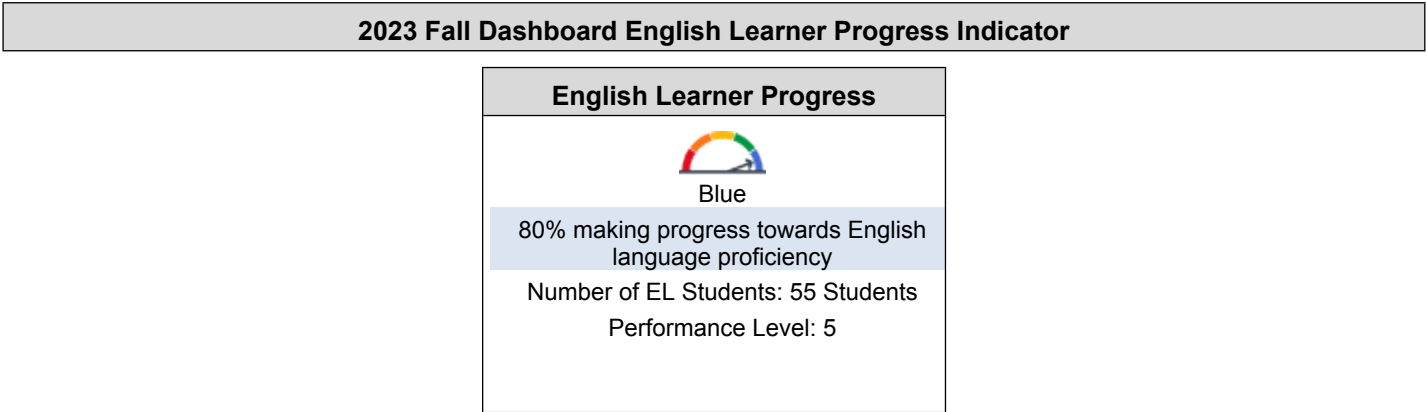 2023 Fall Dashboard English Learner Progress Indicator
English Learner Progress
Blue
80% making progress towards English
language proficiency
Number of EL Students: 55 Students
Performance Level: 5